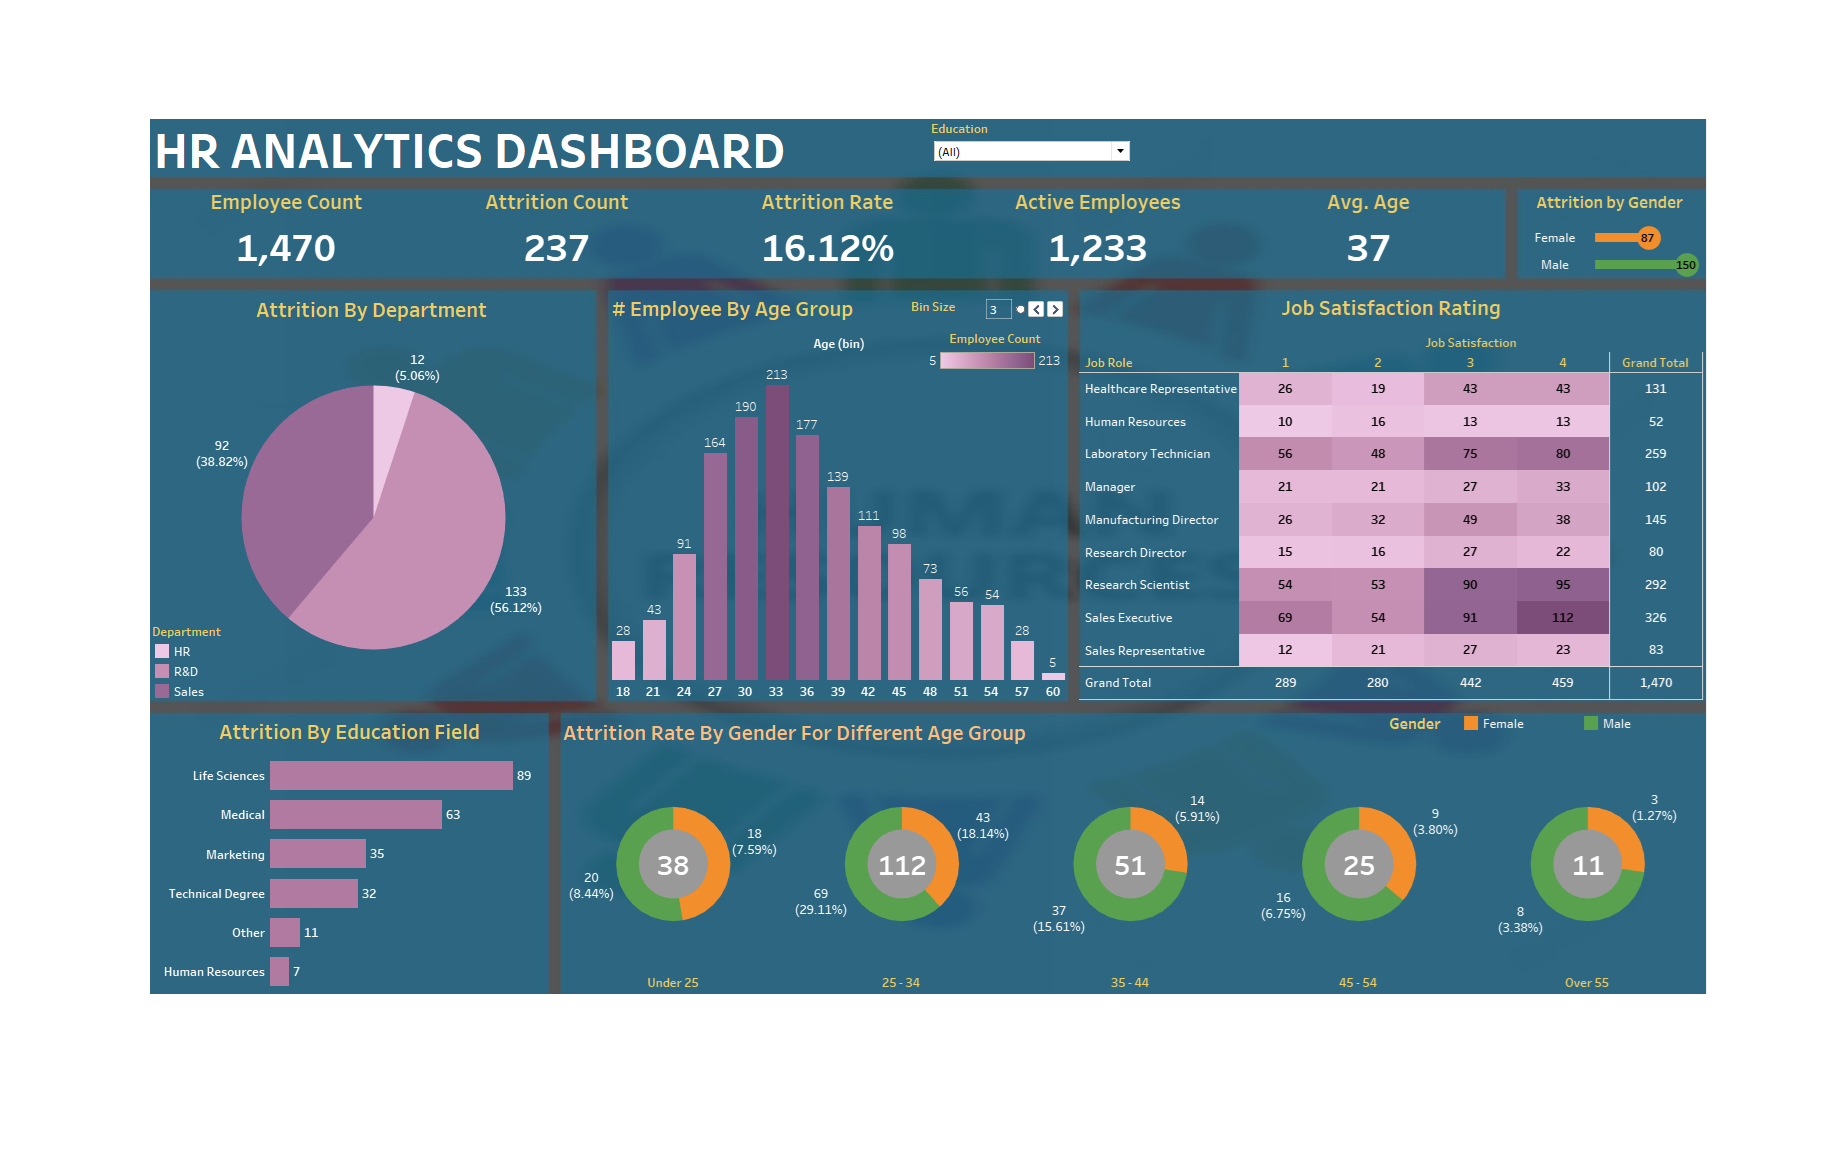 HR ANALYTICS DASHBOARD
Education
(All)
Employee Count
1,470
Attrition Count
237
Attrition Rate
16.12%
Active Employees
1,233
Avg. Age
37
Attrition by Gender
Female 87
Male 150
Attrition By Department
12
(5.06%)
92
(38.82%)
133
(56.12%)
Department
HR
R&D
Sales
# Employee By Age Group
Bin Size 3
Age (bin)
Employee Count
5 213
28 43 91 164 190 213 177 139 111 98 73 56 54 28 5
18 21 24 27 30 33 36 39 42 45 48 51 54 57 60
Job Satisfaction Rating
Job Satisfaction
Job Role 1 2 3 4 Grand Total
Healthcare Representative 26 19 43 43 131
Human Resources 10 16 13 13 52
Laboratory Technician 56 48 75 80 259
Manager 21 21 27 33 102
Manufacturing Director 26 32 49 38 145
Research Director 15 16 27 22 80
Research Scientist 54 53 90 95 292
Sales Executive 69 54 91 112 326
Sales Representative 12 21 27 23 83
Grand Total 289 280 442 459 1,470
Attrition By Education Field
Life Sciences 89
Medical 63
Marketing 35
Technical Degree 32
Other 11
Human Resources 7
Attrition Rate By Gender For Different Age Group
Gender Female Male
38
18
(7.59%)
20
(8.44%)
Under 25
112
43
(18.14%)
69
(29.11%)
25 - 34
51
14
(5.91%)
37
(15.61%)
35 - 44
25
9
(3.80%)
16
(6.75%)
45 - 54
11
3
(1.27%)
8
(3.38%)
Over 55